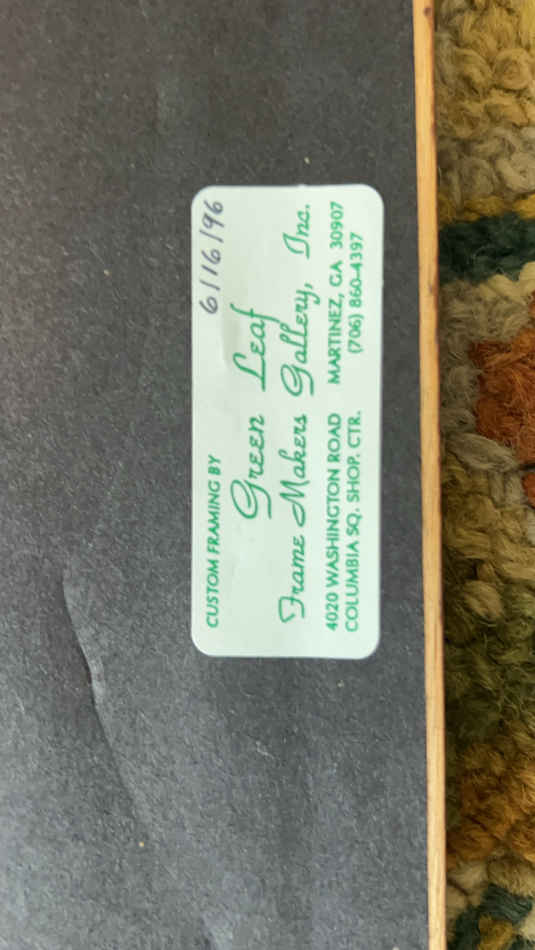 6/16/96
CUSTOM FRAMING BY
Green Leaf
Frame Makers Gallery, Inc.
4020 WASHINGTON ROAD MARTINEZ, GA 30907
COLUMBIA SQ. SHOP. CTR. (706) 860-4397